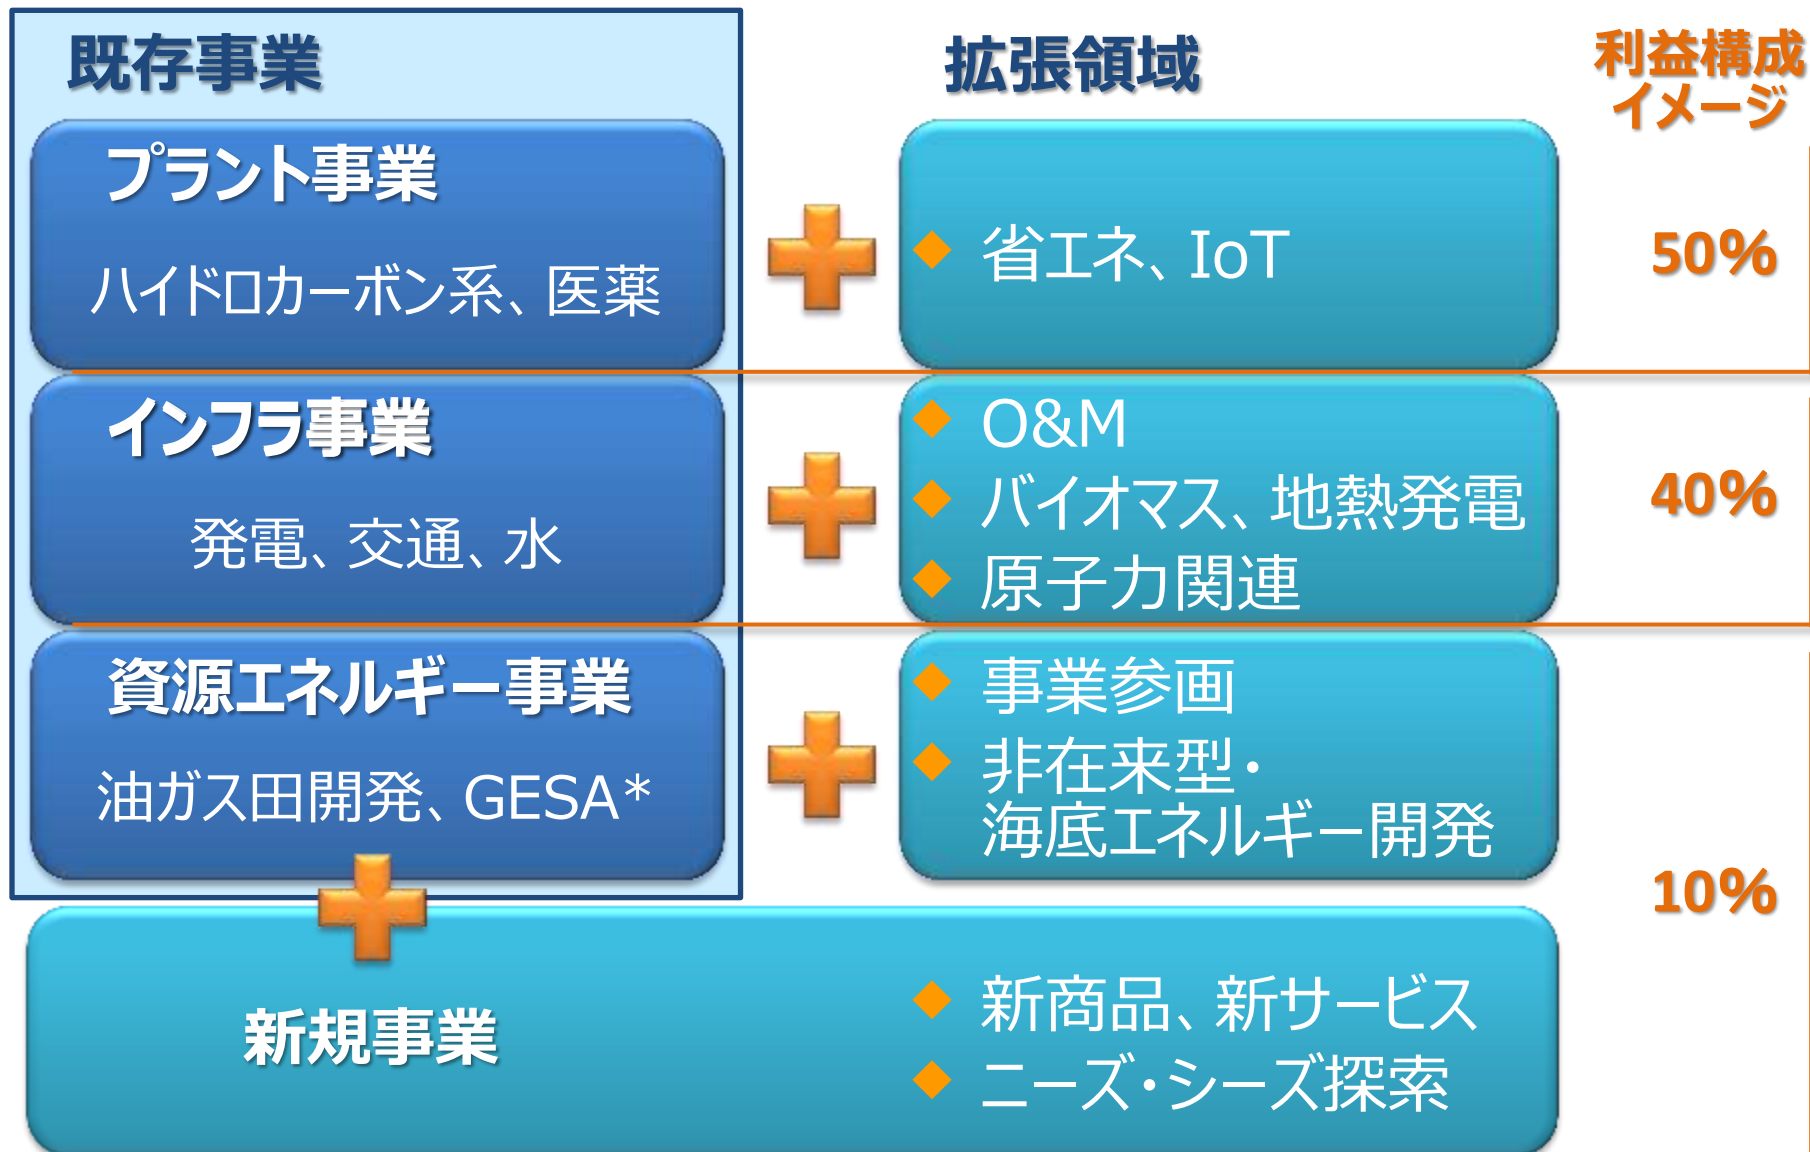 既存事業
拡張領域
利益構成
イメージ
プラント事業
ハイドロカーボン系、医薬
省エネ、IoT
50%
インフラ事業
発電、交通、水
O&M
バイオマス、地熱発電
原子力関連
40%
資源エネルギー事業
油ガス田開発、GESA*
事業参画
非在来型・
海底エネルギー開発
10%
新規事業
新商品、新サービス
ニーズ・シーズ探索